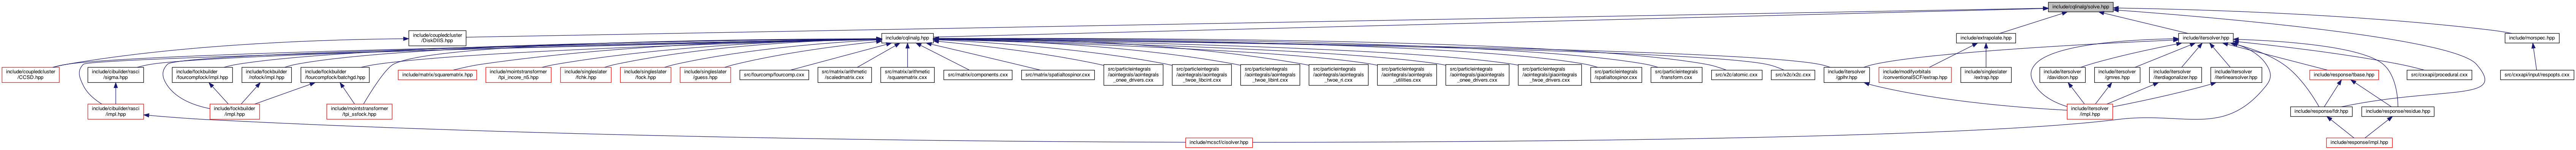 include/cqlinalg/solve.hpp
include/coupledcluster
/DiskDIIS.hpp
include/cqlinalg.hpp
include/extrapolate.hpp
include/itersolver.hpp
include/morspec.hpp
include/coupledcluster
/CCSD.hpp
include/cibuilder/rasci
/sigma.hpp
include/fockbuilder
/fourcompfock/impl.hpp
include/fockbuilder
/rofock/impl.hpp
include/fockbuilder
/fourcompfock/batchgd.hpp
include/matrix/squarematrix.hpp
include/mointstransformer
/tpi_incore_n5.hpp
include/singleslater
/fchk.hpp
include/singleslater
/fock.hpp
include/singleslater
/guess.hpp
src/fourcomp/fourcomp.cxx
src/matrix/arithmetic
/scaledmatrix.cxx
src/matrix/arithmetic
/squarematrix.cxx
src/matrix/components.cxx
src/matrix/spatialtospinor.cxx
src/particleintegrals
/aointegrals/aointegrals
_onee_drivers.cxx
src/particleintegrals
/aointegrals/aointegrals
_twoe_libcint.cxx
src/particleintegrals
/aointegrals/aointegrals
_twoe_libint.cxx
src/particleintegrals
/aointegrals/aointegrals
_twoe_ri.cxx
src/particleintegrals
/aointegrals/aointegrals
_utilities.cxx
src/particleintegrals
/aointegrals/giaointegrals
_onee_drivers.cxx
src/particleintegrals
/aointegrals/giaointegrals
_twoe_drivers.cxx
src/particleintegrals
/spatialtospinor.cxx
src/particleintegrals
/transform.cxx
src/x2c/atomic.cxx
src/x2c/x2c.cxx
include/itersolver
/gplhr.hpp
include/modifyorbitals
/conventionalSCF/extrap.hpp
include/singleslater
/extrap.hpp
include/itersolver
/davidson.hpp
include/itersolver
/gmres.hpp
include/itersolver
/iterdiagonalizer.hpp
include/itersolver
/iterlinearsolver.hpp
include/response/tbase.hpp
src/cxxapi/procedural.cxx
src/cxxapi/input/respopts.cxx
include/cibuilder/rasci
/impl.hpp
include/fockbuilder
/impl.hpp
include/mointstransformer
/tpi_ssfock.hpp
include/itersolver
/impl.hpp
include/response/fdr.hpp
include/response/residue.hpp
include/mcscf/cisolver.hpp
include/response/impl.hpp